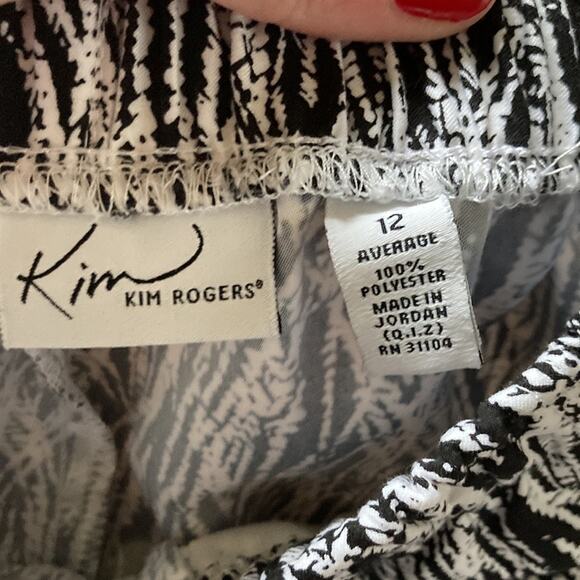 Kim
KIM ROGERS®
12
AVERAGE
100%
POLYESTER
MADE IN
JORDAN
(Q.I.Z)
RN 31104